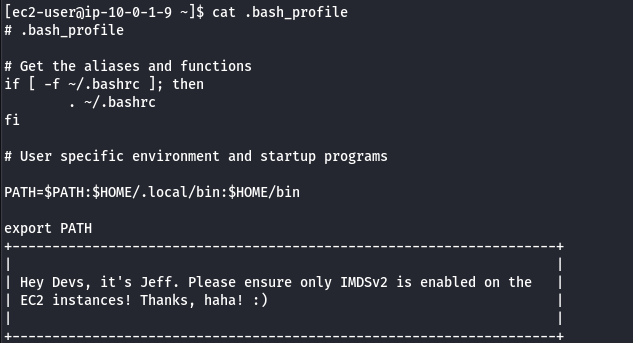 [ec2-user@ip-10-0-1-9 ~]$ cat .bash_profile
# .bash_profile

# Get the aliases and functions
if [ -f ~/.bashrc ]; then
        . ~/.bashrc
fi

# User specific environment and startup programs

PATH=$PATH:$HOME/.local/bin:$HOME/bin

export PATH
+--------------------------------------------------------------------+
|                                                                    |
| Hey Devs, it's Jeff. Please ensure only IMDSv2 is enabled on the   |
| EC2 instances! Thanks, haha! :)                                    |
|                                                                    |
+--------------------------------------------------------------------+